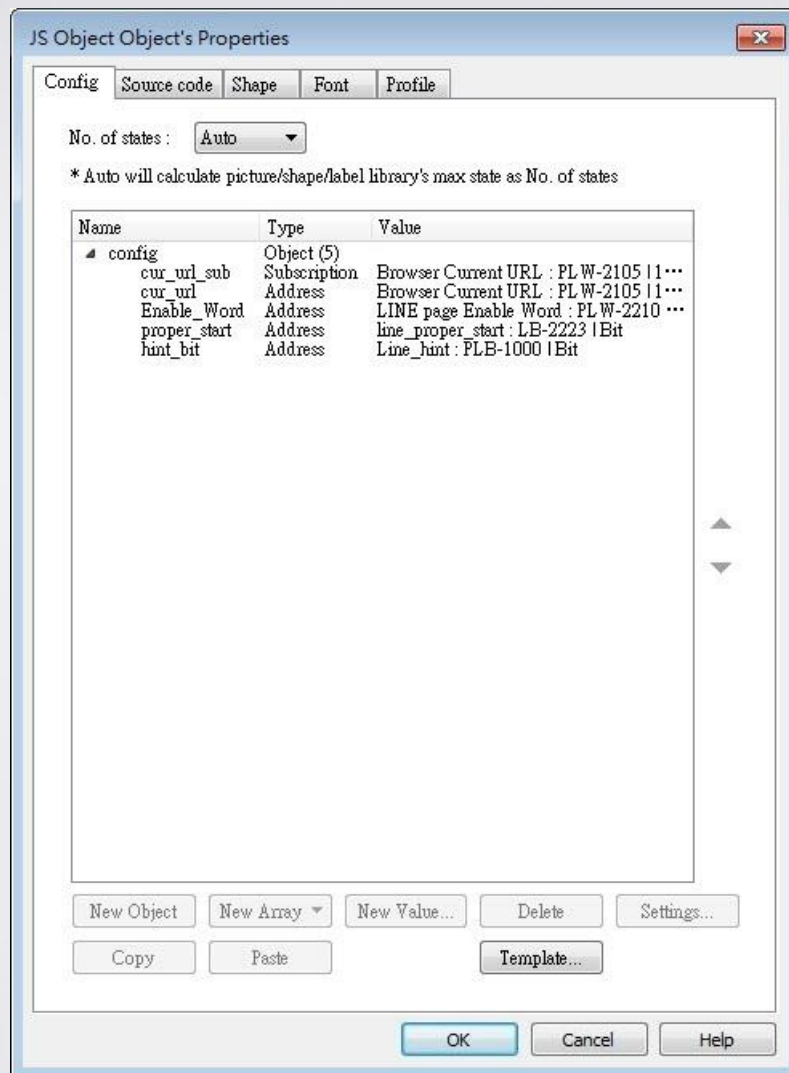 JS Object Object's Properties
Config Source code Shape Font Profile
No. of states : Auto
* Auto will calculate picture/shape/label library's max state as No. of states
Name Type Value
config Object (5)
cur_url_sub Subscription Browser Current URL : PLW-2105 | 1...
cur_url Address Browser Current URL : PLW-2105 | 1...
Enable_Word Address LINE page Enable Word : PLW-2210 ...
proper_start Address line_proper_start : LB-2223 | Bit
hint_bit Address Line_hint : PLB-1000 | Bit
New Object New Array New Value... Delete Settings...
Copy Paste Template...
OK Cancel Help